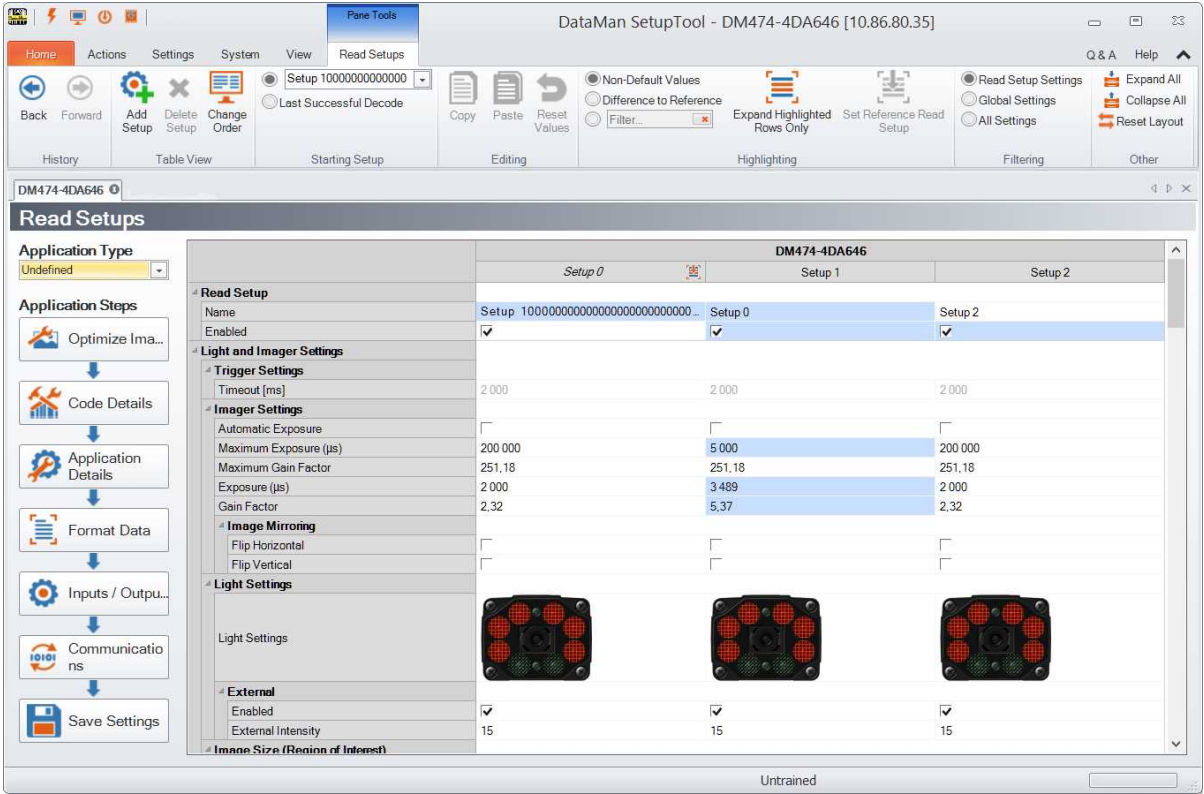 Pane Tools
DataMan SetupTool - DM474-4DA646 [10.86.80.35]
Home Actions Settings System View Read Setups Q & A Help
Back Forward
History
Add Setup Delete Setup Change Order
Table View
Setup 10000000000000
Last Successful Decode
Starting Setup
Copy Paste Reset Values
Editing
Non-Default Values
Difference to Reference
Filter...
Expand Highlighted Rows Only
Set Reference Read Setup
Highlighting
Read Setup Settings
Global Settings
All Settings
Filtering
Expand All
Collapse All
Reset Layout
Other
DM474-4DA646
Read Setups
Application Type
Undefined
Application Steps
Optimize Ima...
Code Details
Application
Details
Format Data
Inputs / Outpu...
Communicatio
ns
Save Settings
DM474-4DA646
Setup 0 Setup 1 Setup 2
Read Setup
Name Setup 10000000000000000000000000000... Setup 0 Setup 2
Enabled
Light and Imager Settings
Trigger Settings
Timeout [ms] 2 000 2 000 2 000
Imager Settings
Automatic Exposure
Maximum Exposure (µs) 200 000 5 000 200 000
Maximum Gain Factor 251,18 251,18 251,18
Exposure (µs) 2 000 3 489 2 000
Gain Factor 2,32 5,37 2,32
Image Mirroring
Flip Horizontal
Flip Vertical
Light Settings
Light Settings
External
Enabled
External Intensity 15 15 15
Image Size (Region of Interest)
Untrained